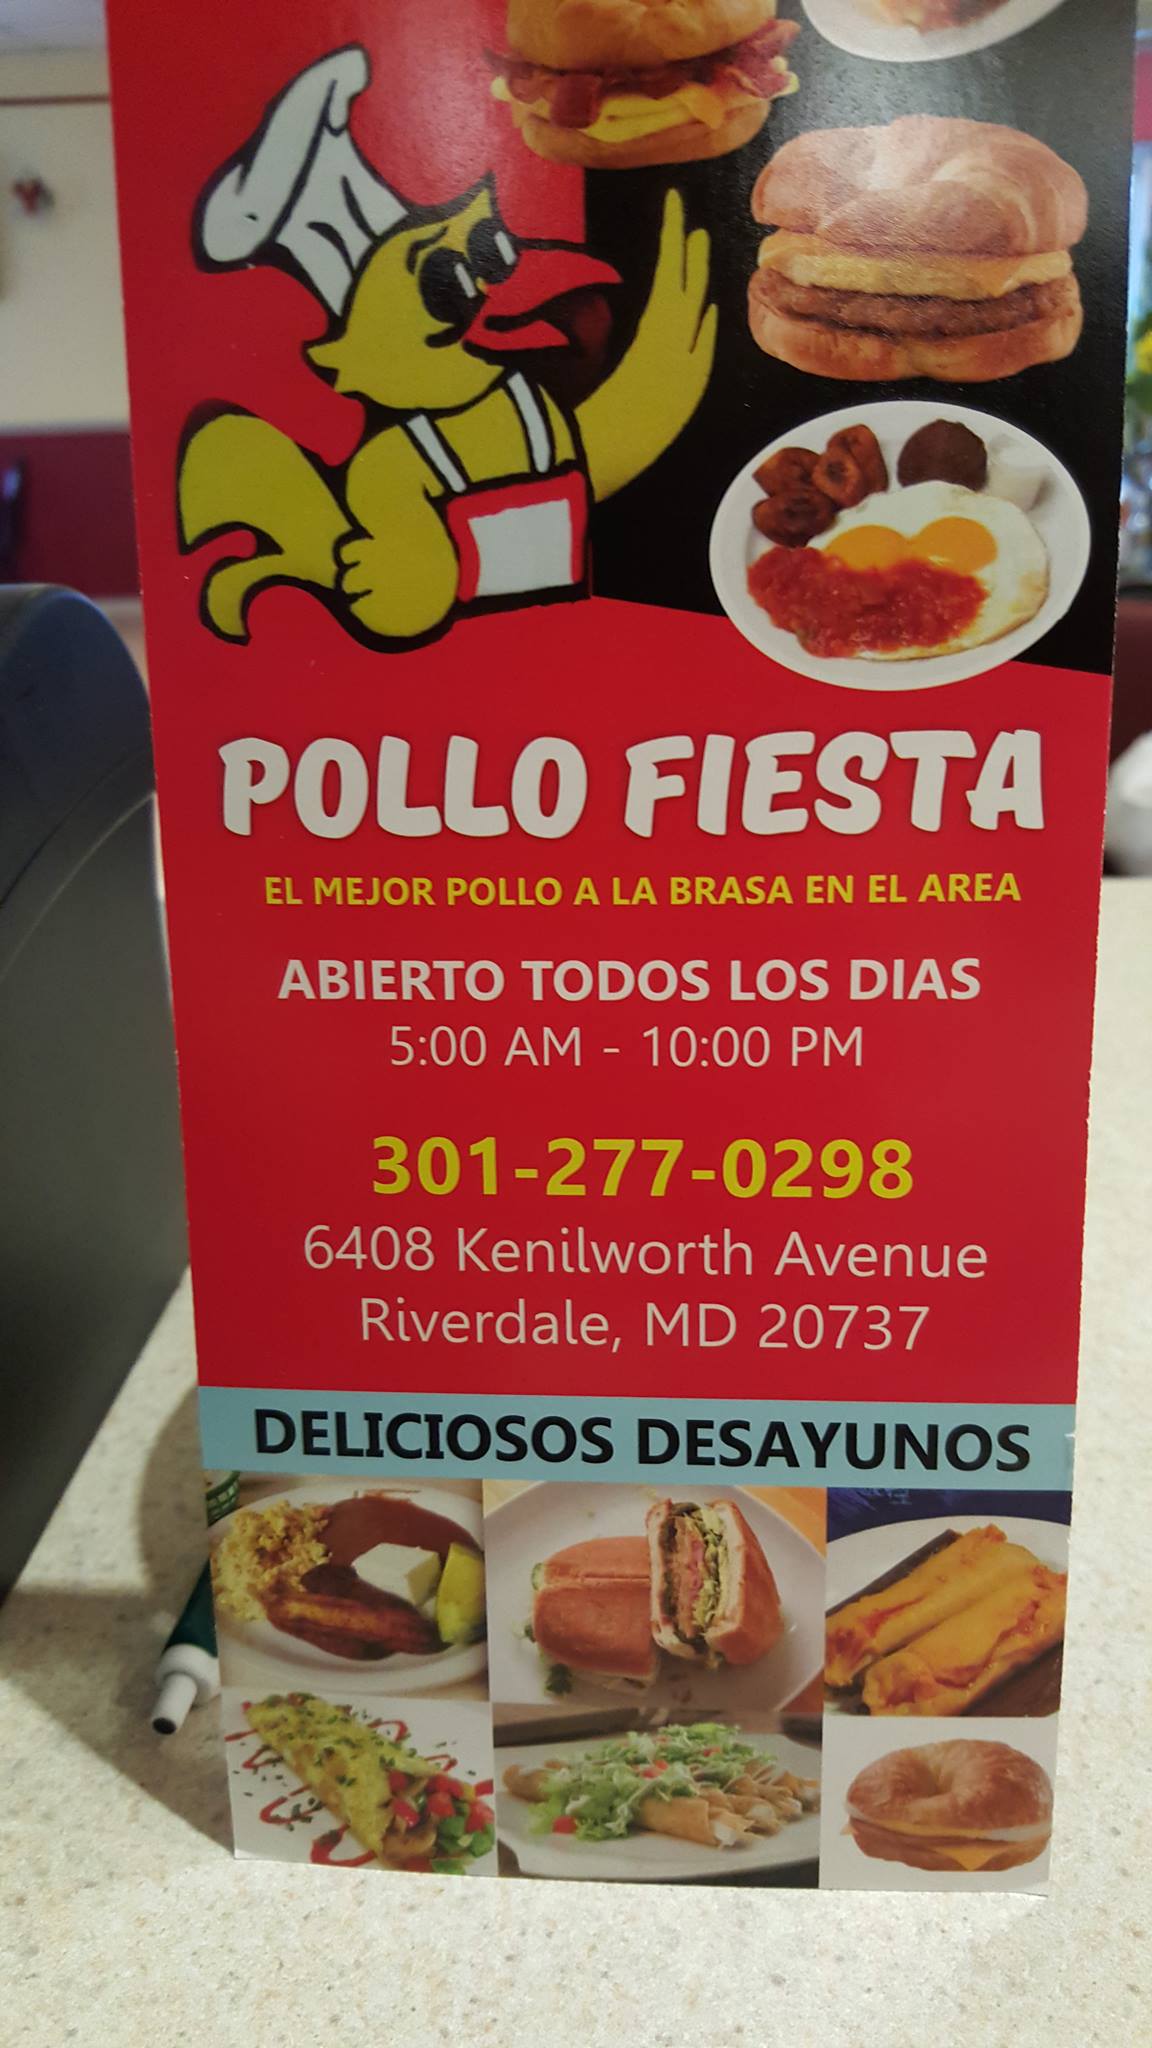 POLLO FIESTA
EL MEJOR POLLO A LA BRASA EN EL AREA
ABIERTO TODOS LOS DIAS
5:00 AM - 10:00 PM
301-277-0298
6408 Kenilworth Avenue
Riverdale, MD 20737
DELICIOSOS DESAYUNOS